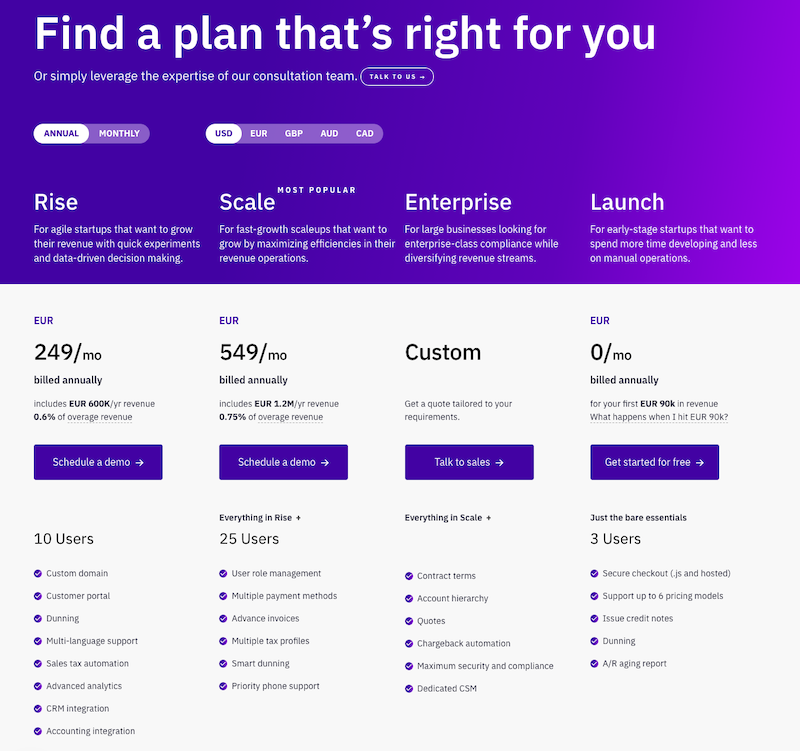 Find a plan that's right for you
Or simply leverage the expertise of our consultation team. TALK TO US →
ANNUAL MONTHLY
USD EUR GBP AUD CAD
Rise
For agile startups that want to grow
their revenue with quick experiments
and data-driven decision making.
MOST POPULAR
Scale
For fast-growth scaleups that want to
grow by maximizing efficiencies in their
revenue operations.
Enterprise
For large businesses looking for
enterprise-class compliance while
diversifying revenue streams.
Launch
For early-stage startups that want to
spend more time developing and less
on manual operations.
EUR
249/mo
billed annually
includes EUR 600K/yr revenue
0.6% of overage revenue
Schedule a demo →
10 Users
Custom domain
Customer portal
Dunning
Multi-language support
Sales tax automation
Advanced analytics
CRM integration
Accounting integration
EUR
549/mo
billed annually
includes EUR 1.2M/yr revenue
0.75% of overage revenue
Schedule a demo →
Everything in Rise +
25 Users
User role management
Multiple payment methods
Advance invoices
Multiple tax profiles
Smart dunning
Priority phone support
Custom
Get a quote tailored to your
requirements.
Talk to sales →
Everything in Scale +
Contract terms
Account hierarchy
Quotes
Chargeback automation
Maximum security and compliance
Dedicated CSM
EUR
0/mo
billed annually
for your first EUR 90k in revenue
What happens when I hit EUR 90k?
Get started for free →
Just the bare essentials
3 Users
Secure checkout (.js and hosted)
Support up to 6 pricing models
Issue credit notes
Dunning
A/R aging report